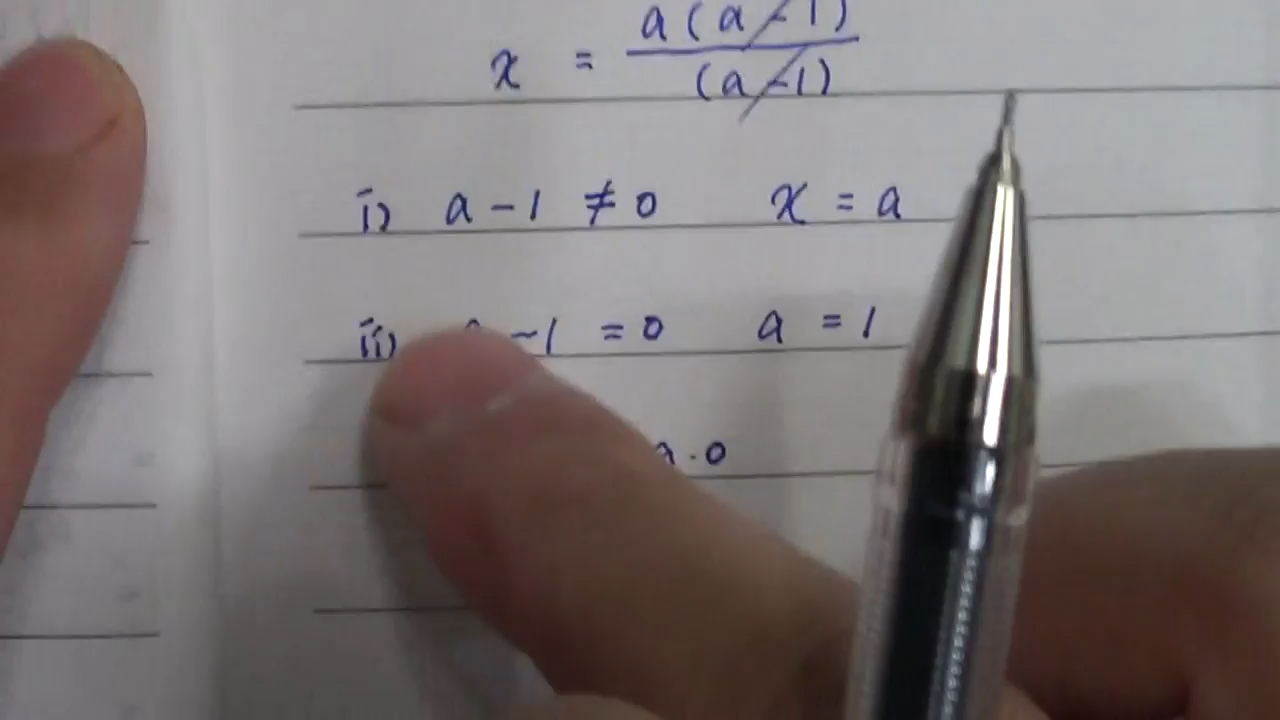 x = a(a-1) / (a-1)
i) a-1 ≠ 0 x = a
ii) a-1 = 0 a = 1
a·0